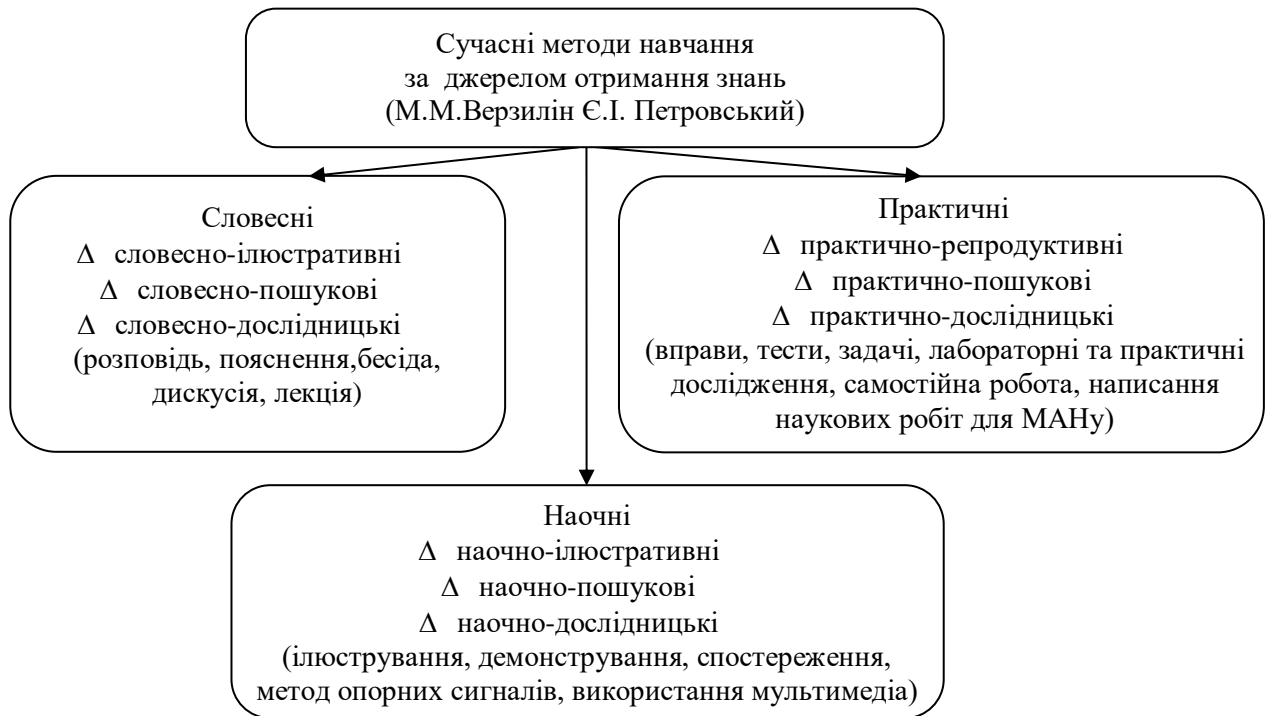 Сучасні методи навчання
за джерелом отримання знань
(М.М.Верзилін Є.І. Петровський)
Словесні
Δ словесно-ілюстративні
Δ словесно-пошукові
Δ словесно-дослідницькі
(розповідь, пояснення,бесіда,
дискусія, лекція)
Практичні
Δ практично-репродуктивні
Δ практично-пошукові
Δ практично-дослідницькі
(вправи, тести, задачі, лабораторні та практичні
дослідження, самостійна робота, написання
наукових робіт для МАНу)
Наочні
Δ наочно-ілюстративні
Δ наочно-пошукові
Δ наочно-дослідницькі
(ілюстрування, демонстрування, спостереження,
метод опорних сигналів, використання мультимедіа)